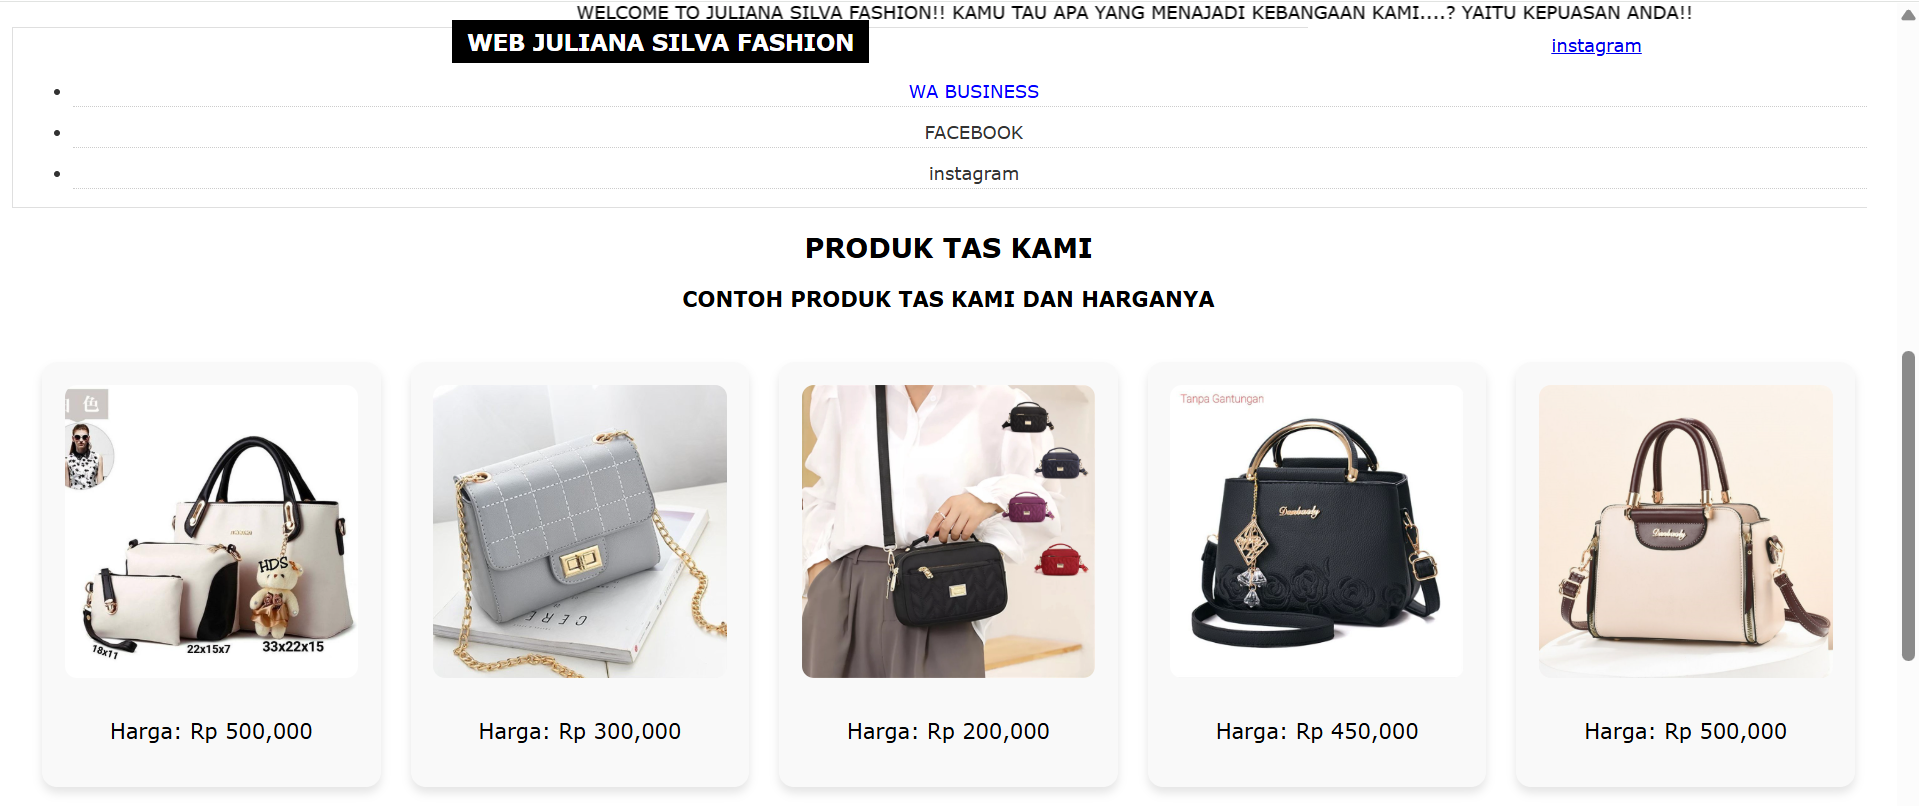 WELCOME TO JULIANA SILVA FASHION!! KAMU TAU APA YANG MENAJADI KEBANGAAN KAMI....? YAITU KEPUASAN ANDA!!
WEB JULIANA SILVA FASHION
instagram
WA BUSINESS
FACEBOOK
instagram
PRODUK TAS KAMI
CONTOH PRODUK TAS KAMI DAN HARGANYA
色
HDS
18x11
22x15x7
33x22x15
CERE
Tanpa Gantungan
Harga: Rp 500,000
Harga: Rp 300,000
Harga: Rp 200,000
Harga: Rp 450,000
Harga: Rp 500,000